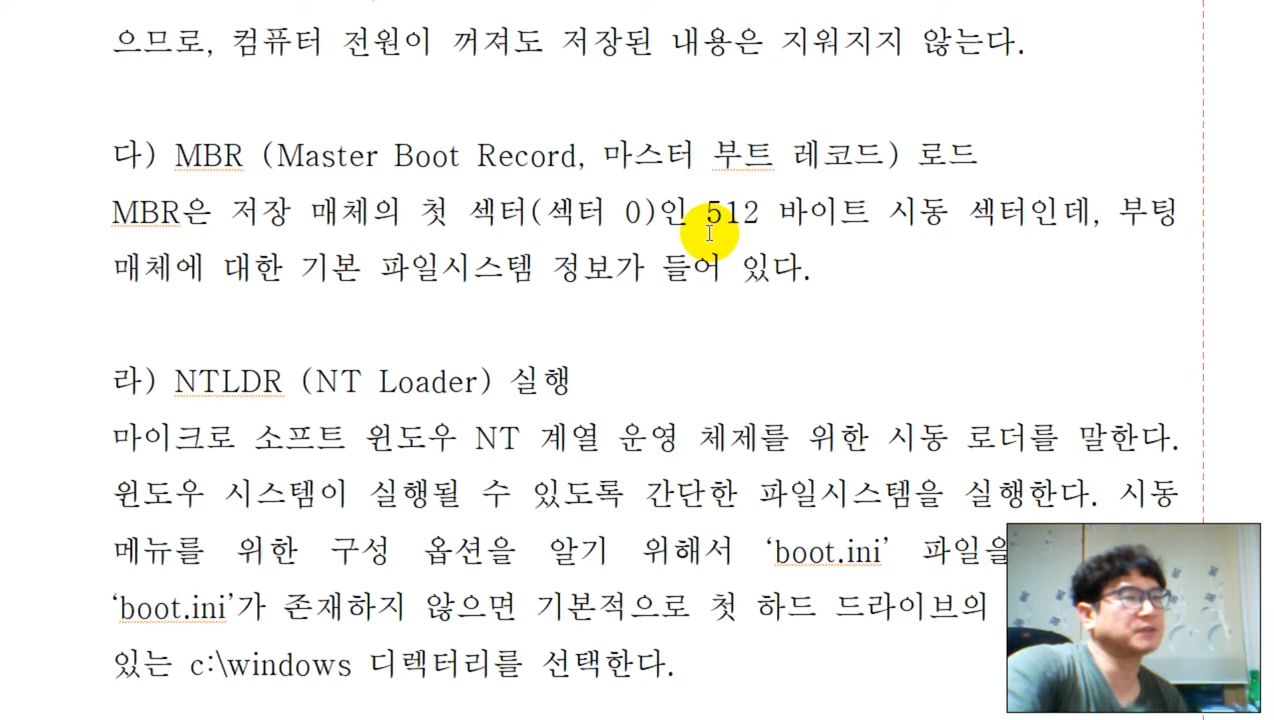 으므로, 컴퓨터 전원이 꺼져도 저장된 내용은 지워지지 않는다.
다) MBR (Master Boot Record, 마스터 부트 레코드) 로드
MBR은 저장 매체의 첫 섹터(섹터 0)인 512 바이트 시동 섹터인데, 부팅
매체에 대한 기본 파일시스템 정보가 들어 있다.
라) NTLDR (NT Loader) 실행
마이크로 소프트 윈도우 NT 계열 운영 체제를 위한 시동 로더를 말한다.
윈도우 시스템이 실행될 수 있도록 간단한 파일시스템을 실행한다. 시동
메뉴를 위한 구성 옵션을 알기 위해서 ‘boot.ini’ 파일을
‘boot.ini’가 존재하지 않으면 기본적으로 첫 하드 드라이브의
있는 c:\windows 디렉터리를 선택한다.